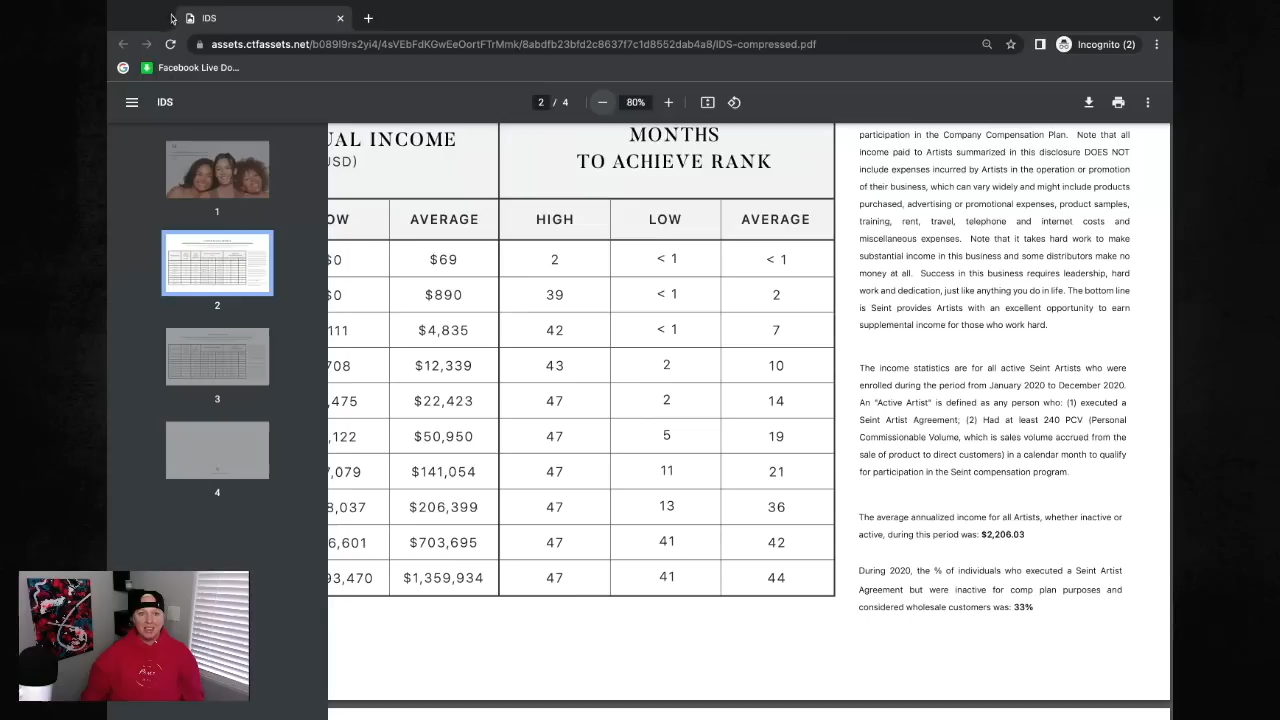 IDS
assets.ctfassets.net/b089l9rs2yi4/4sVEbFdKGwEeOortFTrMmk/8abdfb23bfd2c8637f7c1d8552dab4a8/IDS-compressed.pdf
Incognito (2)
Facebook Live Do...
IDS
2 / 4
80%
1
2
3
4
UAL INCOME
USD)
MONTHS
TO ACHIEVE RANK
OW AVERAGE HIGH LOW AVERAGE
$0 $69 2 < 1 < 1
$0 $890 39 < 1 2
111 $4,835 42 < 1 7
708 $12,339 43 2 10
,475 $22,423 47 2 14
,122 $50,950 47 5 19
7,079 $141,054 47 11 21
8,037 $206,399 47 13 36
6,601 $703,695 47 41 42
93,470 $1,359,934 47 41 44
participation in the Company Compensation Plan. Note that all
income paid to Artists summarized in this disclosure DOES NOT
include expenses incurred by Artists in the operation or promotion
of their business, which can vary widely and might include products
purchased, advertising or promotional expenses, product samples,
training, rent, travel, telephone and internet costs and
miscellaneous expenses. Note that it takes hard work to make
substantial income in this business and some distributors make no
money at all. Success in this business requires leadership, hard
work and dedication, just like anything you do in life. The bottom line
is Seint provides Artists with an excellent opportunity to earn
supplemental income for those who work hard.
The income statistics are for all active Seint Artists who were
enrolled during the period from January 2020 to December 2020.
An "Active Artist" is defined as any person who: (1) executed a
Seint Artist Agreement; (2) Had at least 240 PCV (Personal
Commissionable Volume, which is sales volume accrued from the
sale of product to direct customers) in a calendar month to qualify
for participation in the Seint compensation program.
The average annualized income for all Artists, whether inactive or
active, during this period was: $2,206.03
During 2020, the % of individuals who executed a Seint Artist
Agreement but were inactive for comp plan purposes and
considered wholesale customers was: 33%